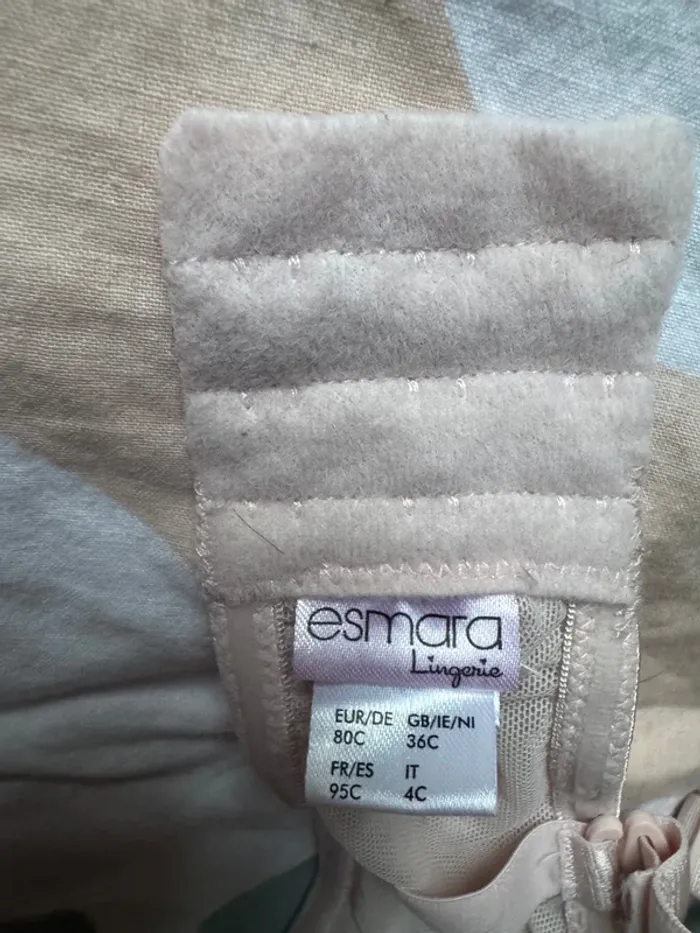 esmara
Lingerie
EUR/DE GB/IE/NI
80C 36C
FR/ES IT
95C 4C